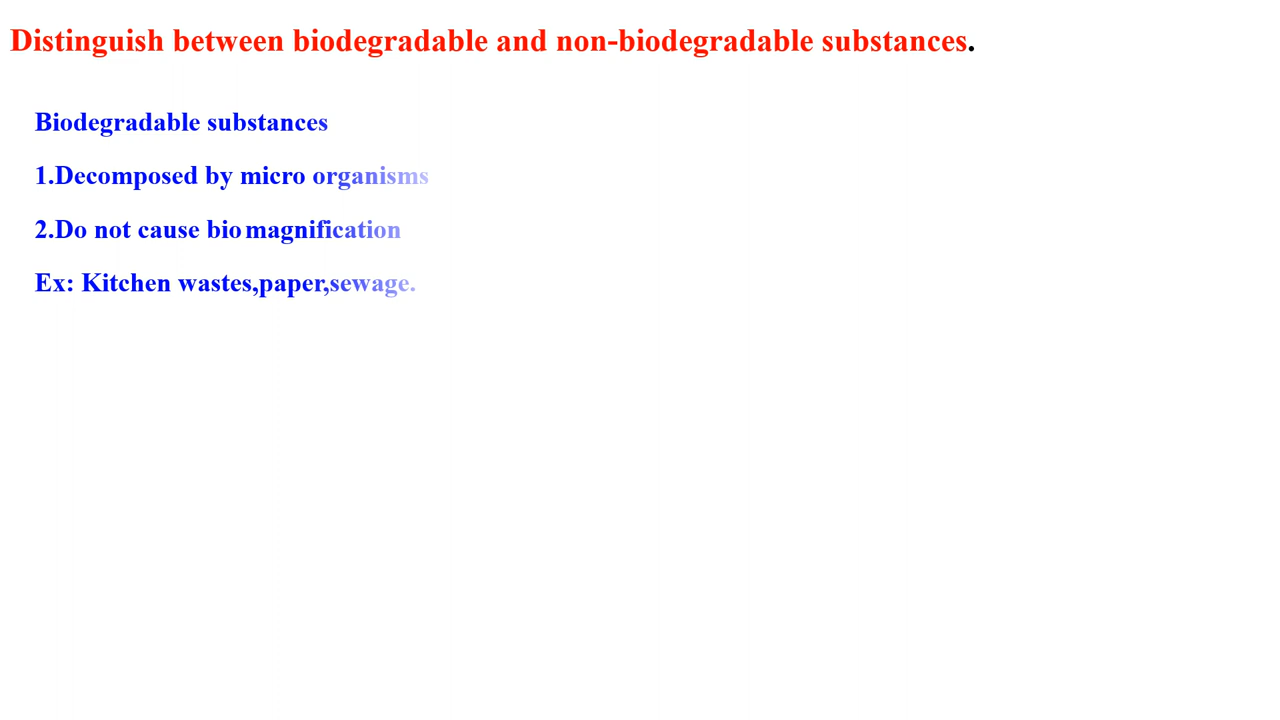 Distinguish between biodegradable and non-biodegradable substances.
Biodegradable substances
1.Decomposed by micro organisms
2.Do not cause bio magnification
Ex: Kitchen wastes,paper,sewage.